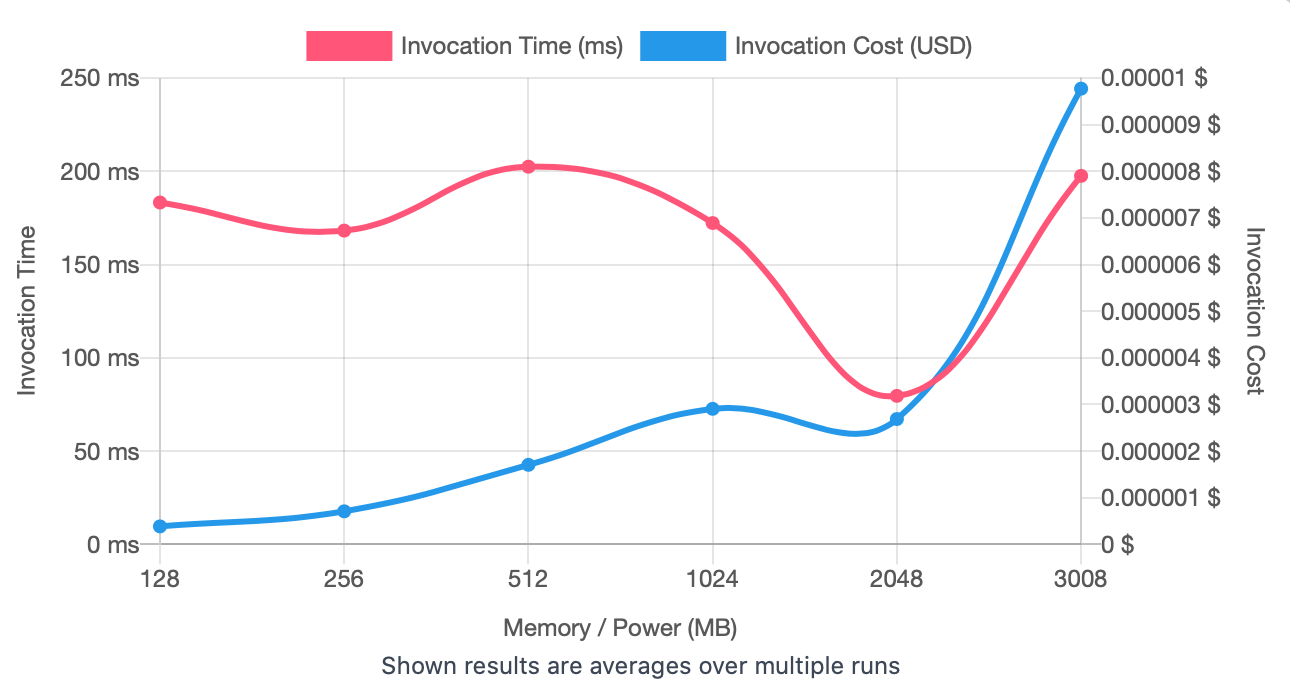 Invocation Time (ms) Invocation Cost (USD)
250 ms 0.00001 $
0.000009 $
200 ms 0.000008 $
0.000007 $
150 ms 0.000006 $
0.000005 $
100 ms 0.000004 $
0.000003 $
50 ms 0.000002 $
0.000001 $
0 ms 0 $
Invocation Time
Invocation Cost
128 256 512 1024 2048 3008
Memory / Power (MB)
Shown results are averages over multiple runs